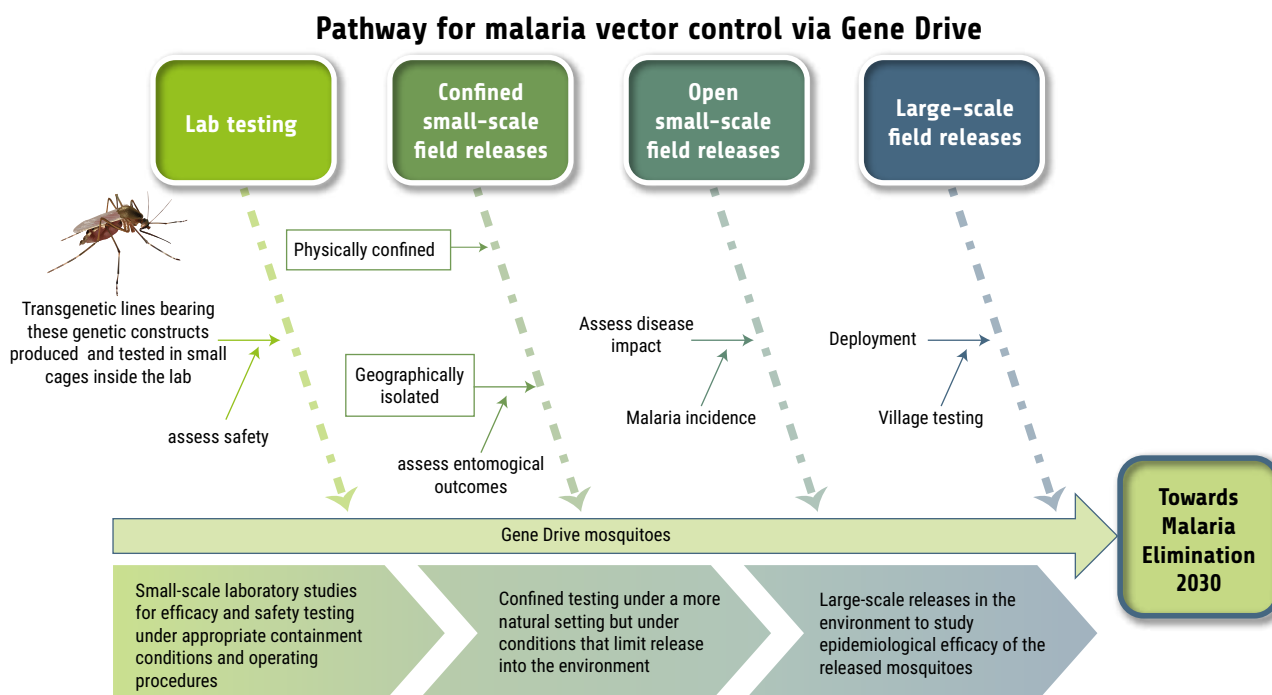 Pathway for malaria vector control via Gene Drive
Lab testing
Confined
small-scale
field releases
Open
small-scale
field releases
Large-scale
field releases
Physically confined
Transgenetic lines bearing
these genetic constructs
produced and tested in small
cages inside the lab
assess safety
Geographically
isolated
assess entomogical
outcomes
Assess disease
impact
Malaria incidence
Deployment
Village testing
Gene Drive mosquitoes
Towards
Malaria
Elimination
2030
Small-scale laboratory studies
for efficacy and safety testing
under appropriate containment
conditions and operating
procedures
Confined testing under a more
natural setting but under
conditions that limit release
into the environment
Large-scale releases in the
environment to study
epidemiological efficacy of the
released mosquitoes